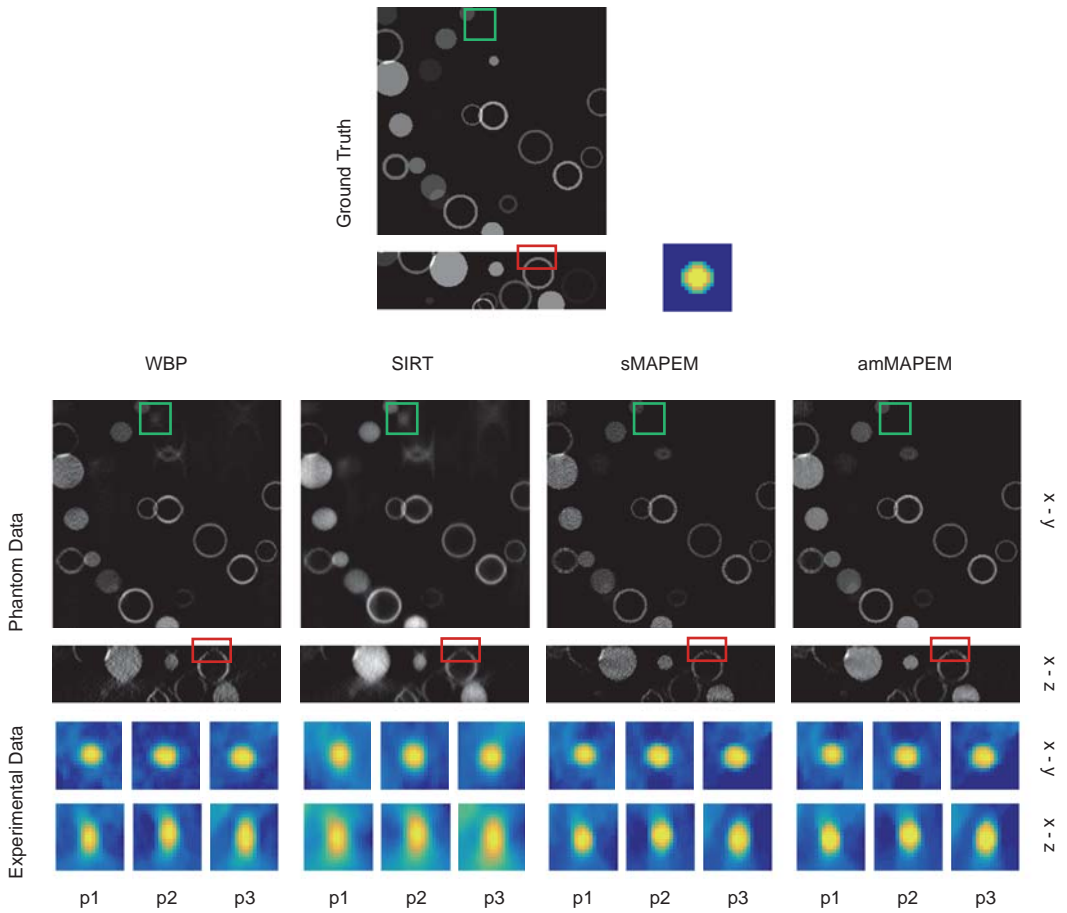 Ground Truth
WBP SIRT sMAPEM amMAPEM
Phantom Data
x - y
x - z
Experimental Data
x - y
x - z
p1 p2 p3 p1 p2 p3 p1 p2 p3 p1 p2 p3